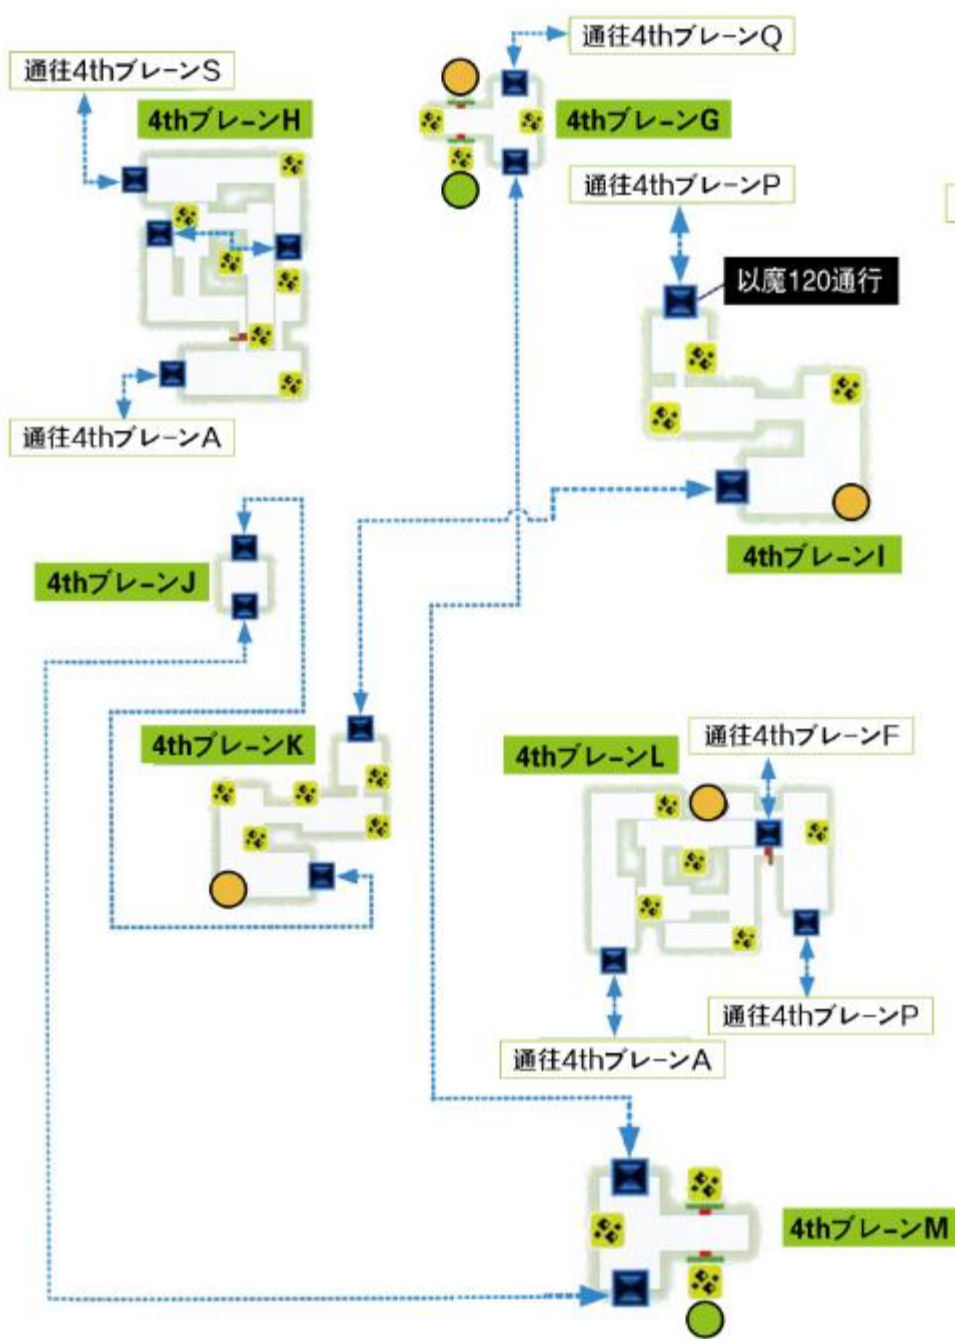 通往4thブレーンQ
通往4thブレーンS
4thブレーンH
4thブレーンG
通往4thブレーンP
以魔120通行
通往4thブレーンA
4thブレーンI
4thブレーンJ
4thブレーンK
4thブレーンL
通往4thブレーンF
通往4thブレーンP
通往4thブレーンA
4thブレーンM